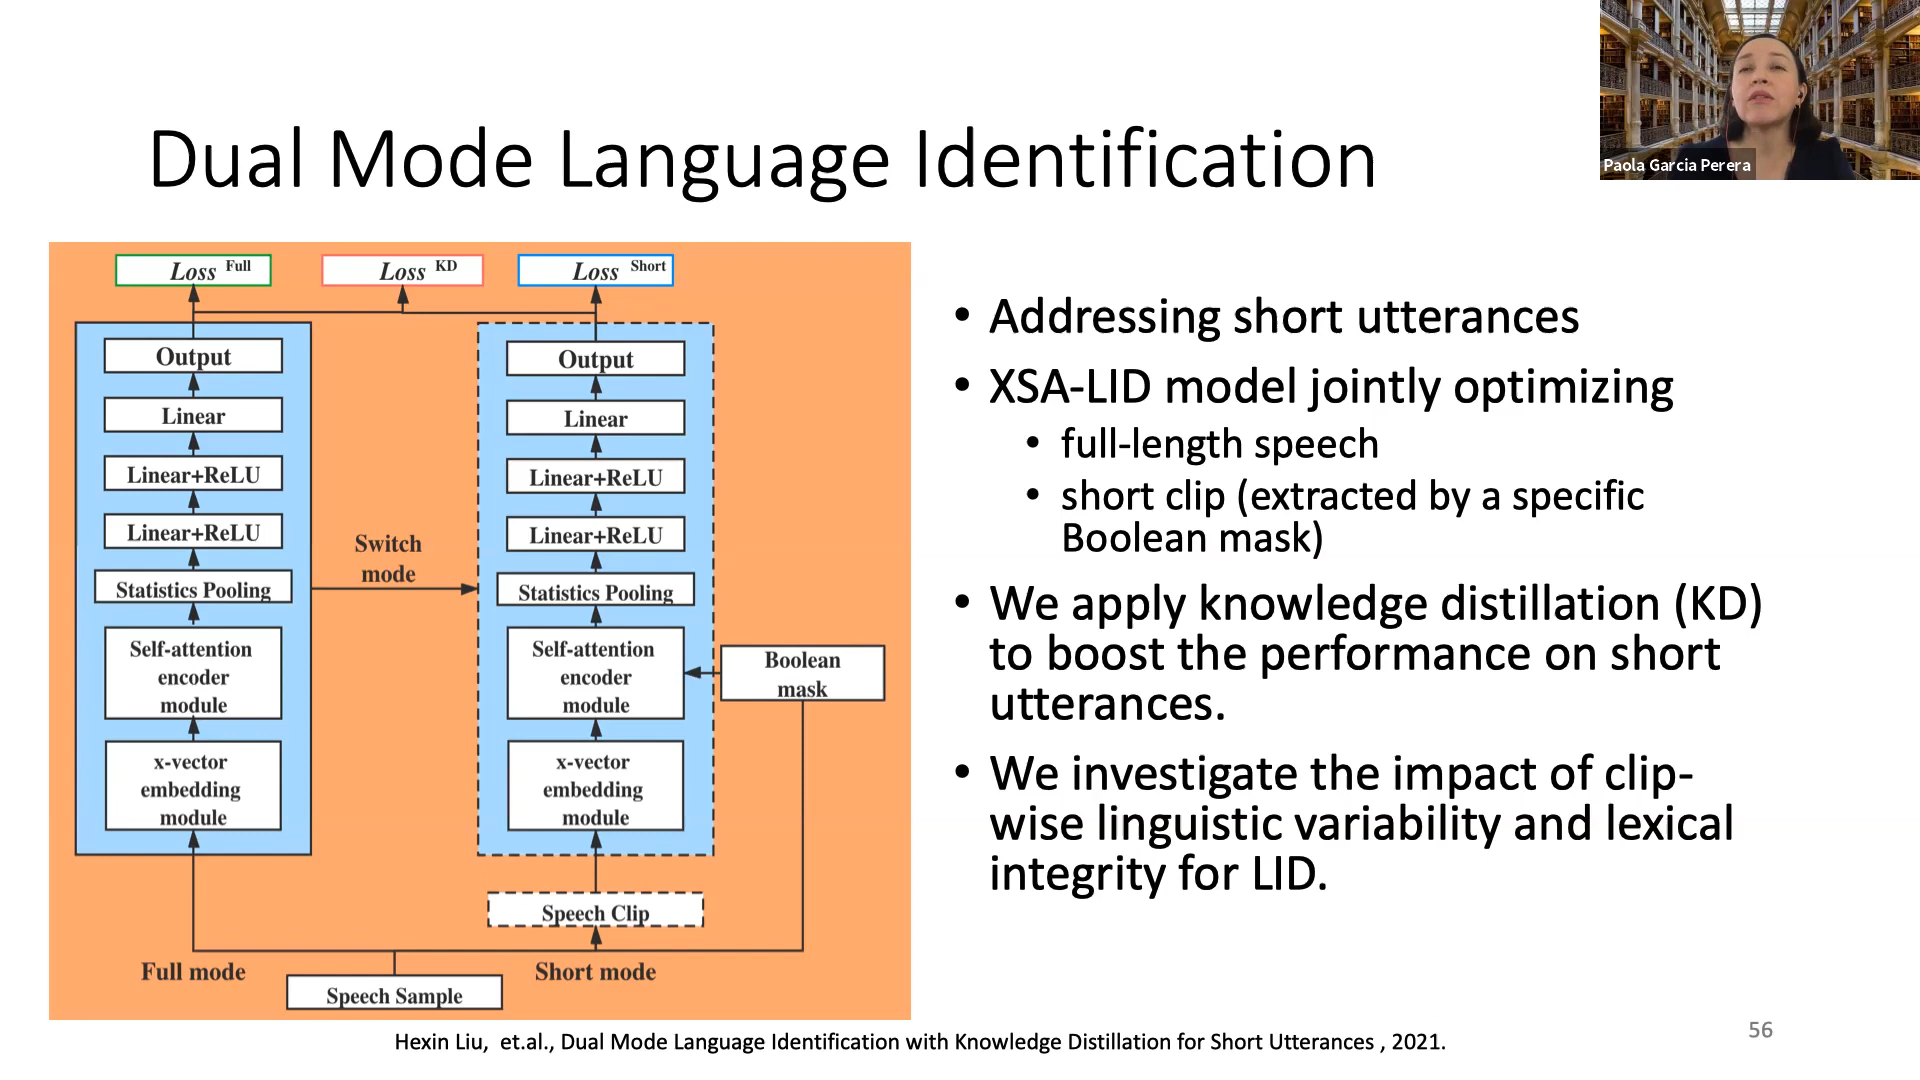 Paola Garcia Perera
Dual Mode Language Identification
Loss Full
Loss KD
Loss Short
Output
Linear
Linear+ReLU
Linear+ReLU
Statistics Pooling
Self-attention
encoder
module
x-vector
embedding
module
Switch
mode
Output
Linear
Linear+ReLU
Linear+ReLU
Statistics Pooling
Self-attention
encoder
module
x-vector
embedding
module
Boolean
mask
Speech Clip
Full mode
Short mode
Speech Sample
• Addressing short utterances
• XSA-LID model jointly optimizing
• full-length speech
• short clip (extracted by a specific
Boolean mask)
• We apply knowledge distillation (KD)
to boost the performance on short
utterances.
• We investigate the impact of clip-
wise linguistic variability and lexical
integrity for LID.
Hexin Liu, et.al., Dual Mode Language Identification with Knowledge Distillation for Short Utterances , 2021.
56